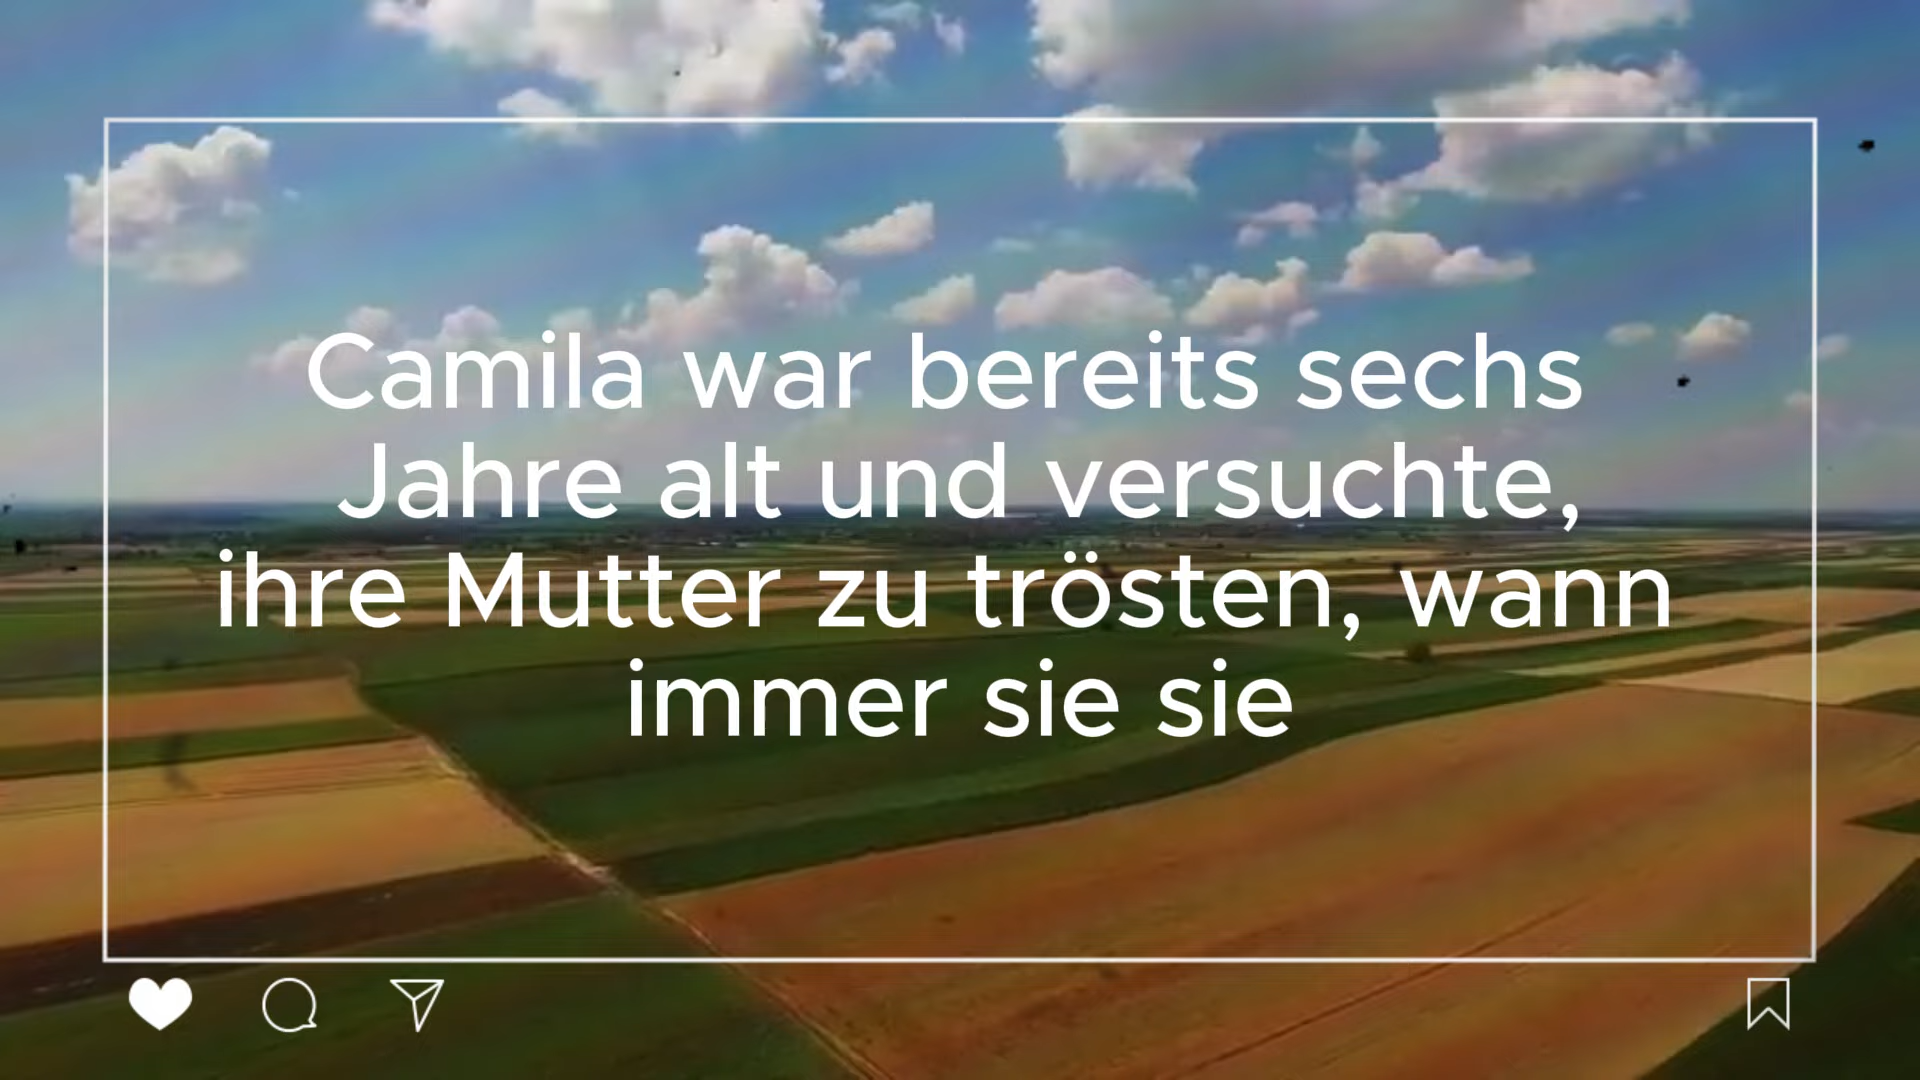 Camila war bereits sechs
Jahre alt und versuchte,
ihre Mutter zu trösten, wann
immer sie sie